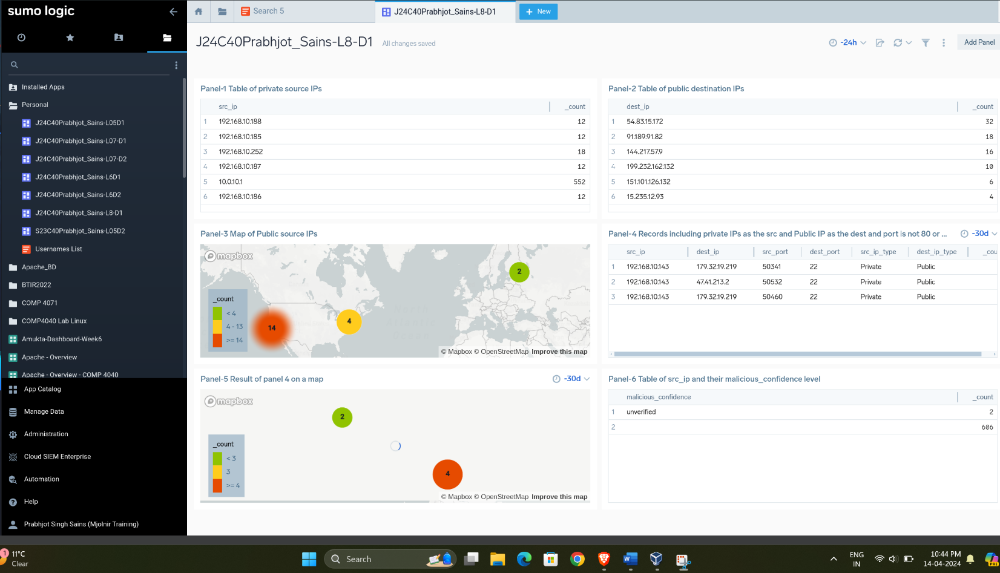 sumo logic
Search 5
J24C40Prabhjot_Sains-L8-D1
+ New
J24C40Prabhjot_Sains-L8-D1
All changes saved
-24h
Add Panel
Installed Apps
Personal
J24C40Prabhjot_Sains-L05D1
J24C40Prabhjot_Sains-L07-D1
J24C40Prabhjot_Sains-L07-D2
J24C40Prabhjot_Sains-L6D1
J24C40Prabhjot_Sains-L6D2
J24C40Prabhjot_Sains-L8-D1
S23C40Prabhjot_Sains-L05D2
Usernames List
Apache_BD
BTIR2022
COMP 4071
COMP4040 Lab Linux
Amukta-Dashboard-Week6
Apache - Overview
Apache - Overview - COMP 4040
App Catalog
Manage Data
Administration
Cloud SIEM Enterprise
Automation
Help
Prabhjot Singh Sains (Mjolnir Training)
Panel-1 Table of private source IPs
src_ip _count
1 192.168.10.188 12
2 192.168.10.185 12
3 192.168.10.252 18
4 192.168.10.187 12
5 10.0.10.1 552
6 192.168.10.186 12
Panel-2 Table of public destination IPs
dest_ip _count
1 54.83.15.172 32
2 91.189.91.82 18
3 144.217.57.9 16
4 199.232.162.132 10
5 151.101.126.132 6
6 15.235.12.93 4
Panel-3 Map of Public source IPs
mapbox
2
14
4
_count
< 4
4 - 13
>= 14
North
Atlantic
Ocean
© Mapbox © OpenStreetMap Improve this map
Panel-4 Records including private IPs as the src and Public IP as the dest and port is not 80 or ...
-30d
src_ip dest_ip src_port dest_port src_ip_type dest_ip_type _cou
1 192.168.10.143 179.32.19.219 50341 22 Private Public
2 192.168.10.143 47.41.213.2 50532 22 Private Public
3 192.168.10.143 179.32.19.219 50460 22 Private Public
Panel-5 Result of panel 4 on a map
-30d
mapbox
2
4
_count
< 3
3
>= 4
© Mapbox © OpenStreetMap Improve this map
Panel-6 Table of src_ip and their malicious_confidence level
malicious_confidence _count
1 unverified 2
2 606
1
11°C
Clear
Search
ENG
IN
10:44 PM
14-04-2024
PRE